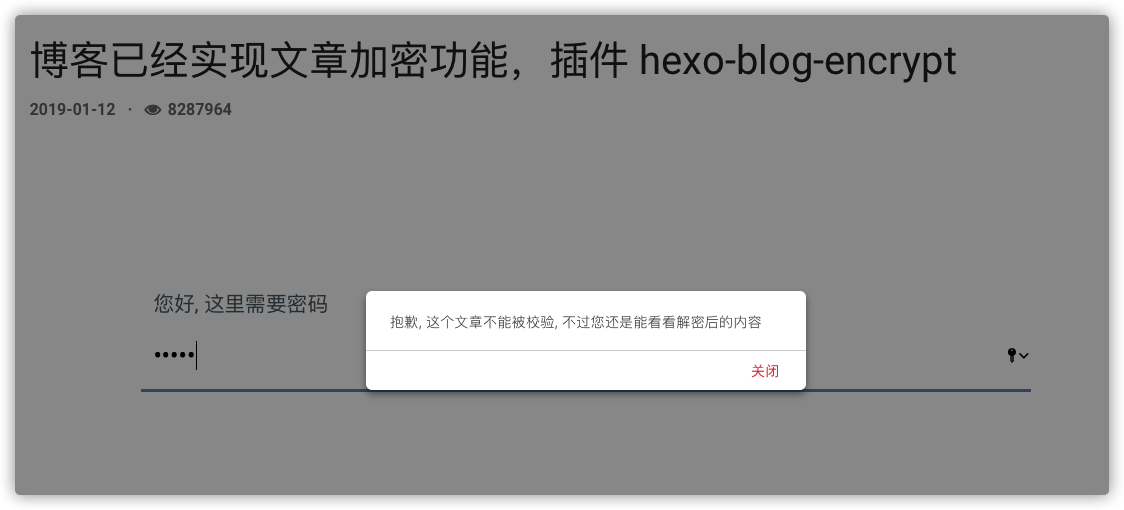 博客已经实现文章加密功能，插件 hexo-blog-encrypt
2019-01-12 · 8287964
您好, 这里需要密码
抱歉, 这个文章不能被校验, 不过您还是能看看解密后的内容
•••••
关闭